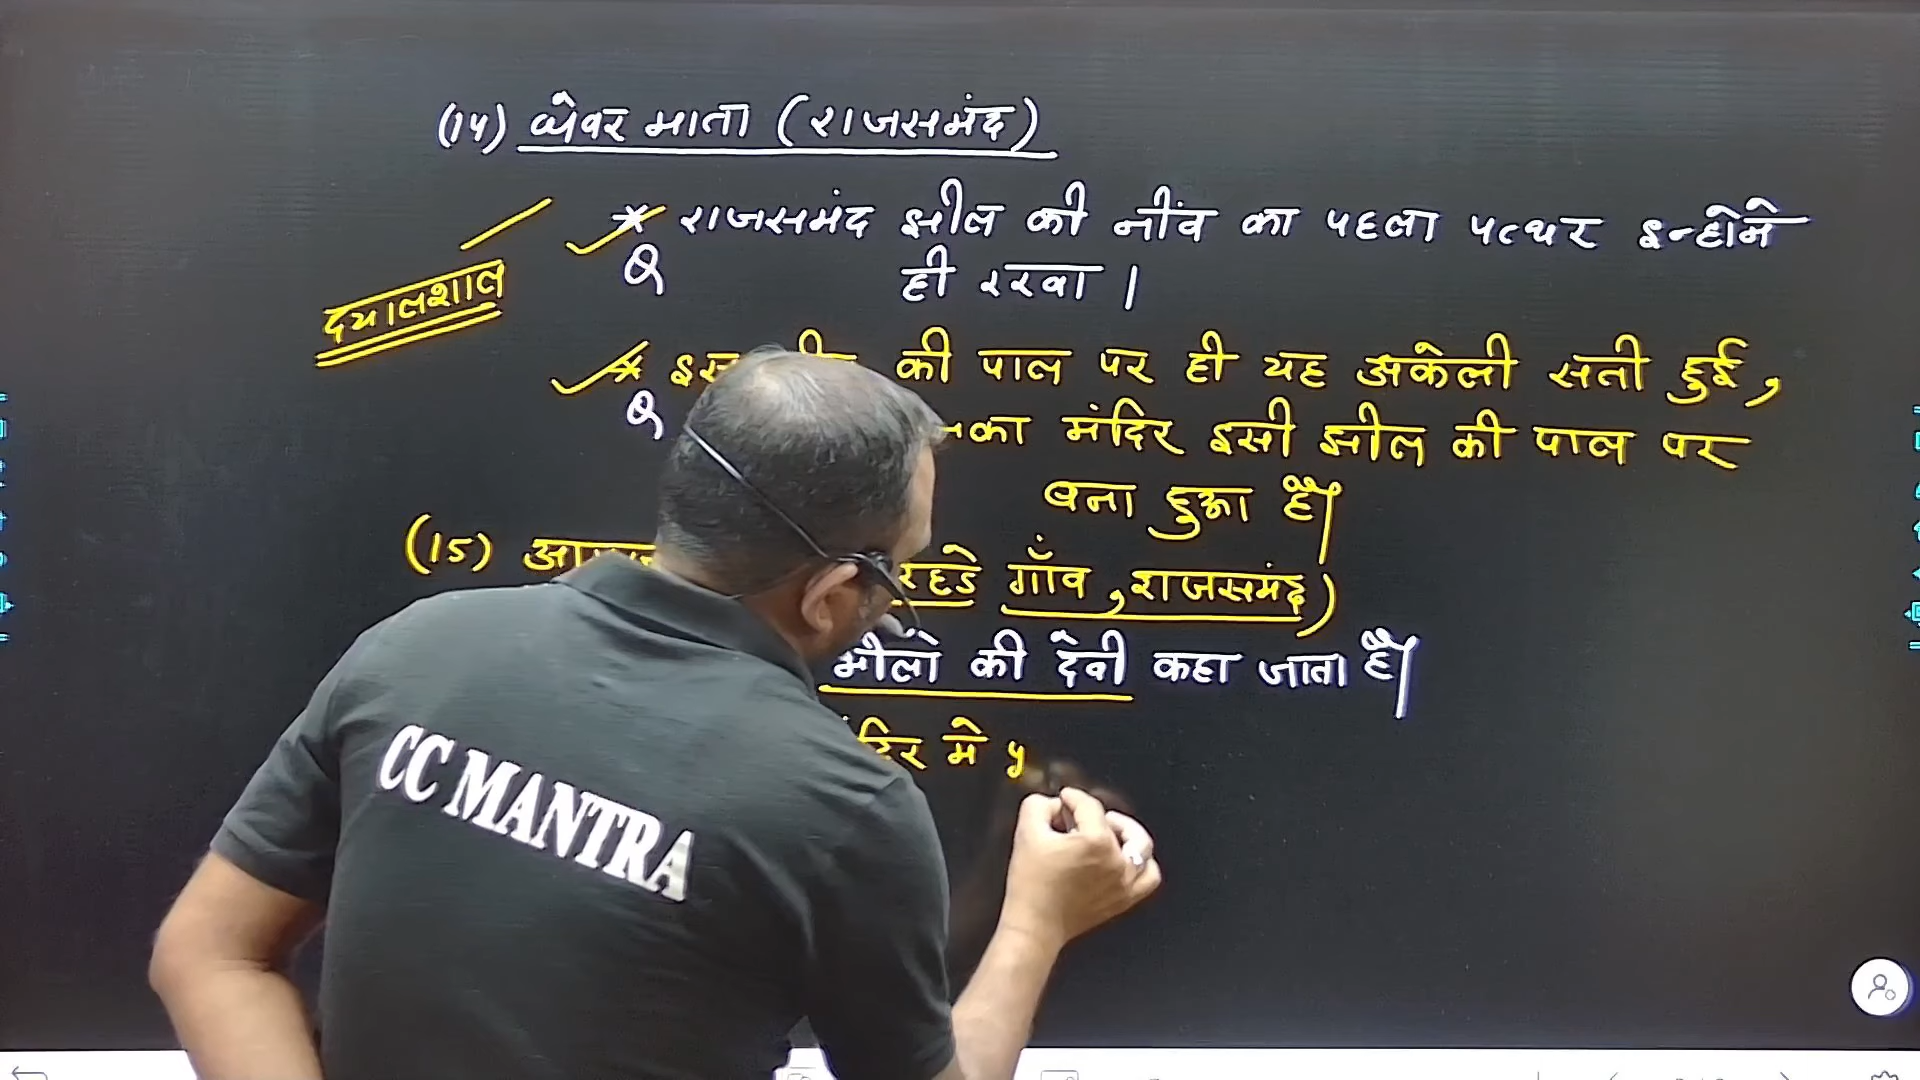 (14) घेवर माता (राजसमंद)
* राजसमंद झील की नींव का पहला पत्थर इन्होने
Q ही रखा।
दयालशाल
* की पाल पर ही यह अकेली सती हुई,
Q मंदिर इसी झील की पाल पर
बना हुआ है।
(15) गाँव, राजसमंद)
की देवी कहा जाता है।
में
CC MANTRA